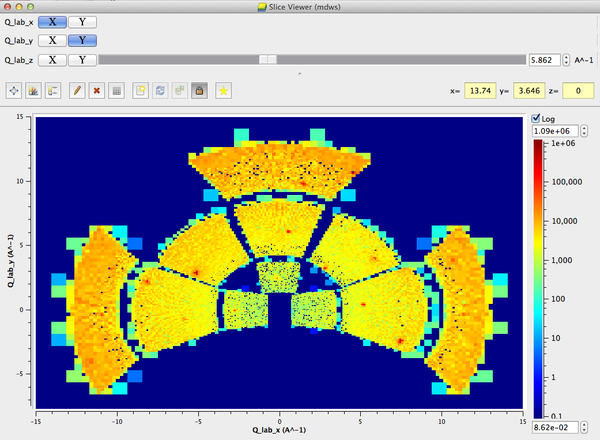 Slice Viewer (mdws)
Q_lab_x X Y
Q_lab_y X Y
Q_lab_z X Y 5.862 A^-1
x= 13.74 y= 3.646 z= 0
Log
1.09e+06
15
10
5
0
−5
Q_lab_y (A^-1)
1e+06
100,000
10,000
1,000
100
10
1
0.1
8.62e-02
−15 −10 −5 0 5 10 15
Q_lab_x (A^-1)